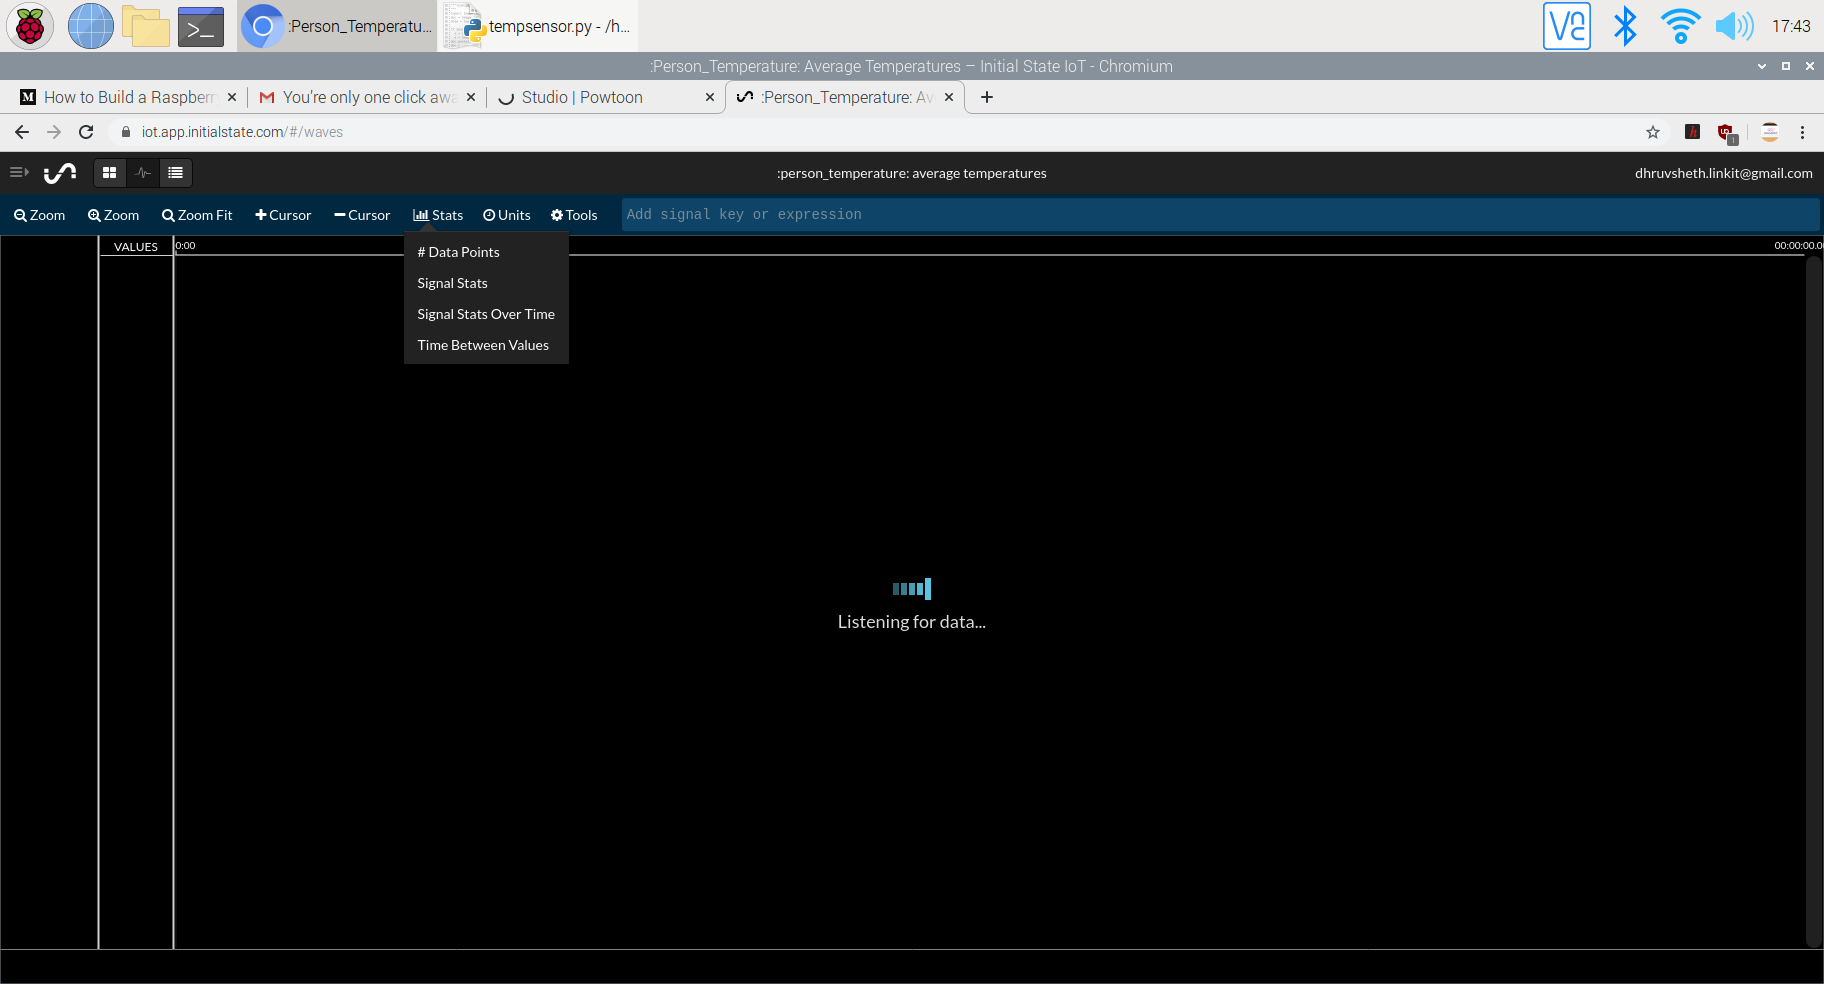 :Person_Temperatu...
tempsensor.py - /h...
17:43
:Person_Temperature: Average Temperatures – Initial State IoT - Chromium
How to Build a Raspberr
You're only one click awa
Studio | Powtoon
:Person_Temperature: Av
iot.app.initialstate.com/#/waves
:person_temperature: average temperatures
dhruvsheth.linkit@gmail.com
Zoom
Zoom
Zoom Fit
Cursor
Cursor
Stats
Units
Tools
Add signal key or expression
VALUES
0:00
00:00:00.0
# Data Points
Signal Stats
Signal Stats Over Time
Time Between Values
Listening for data...